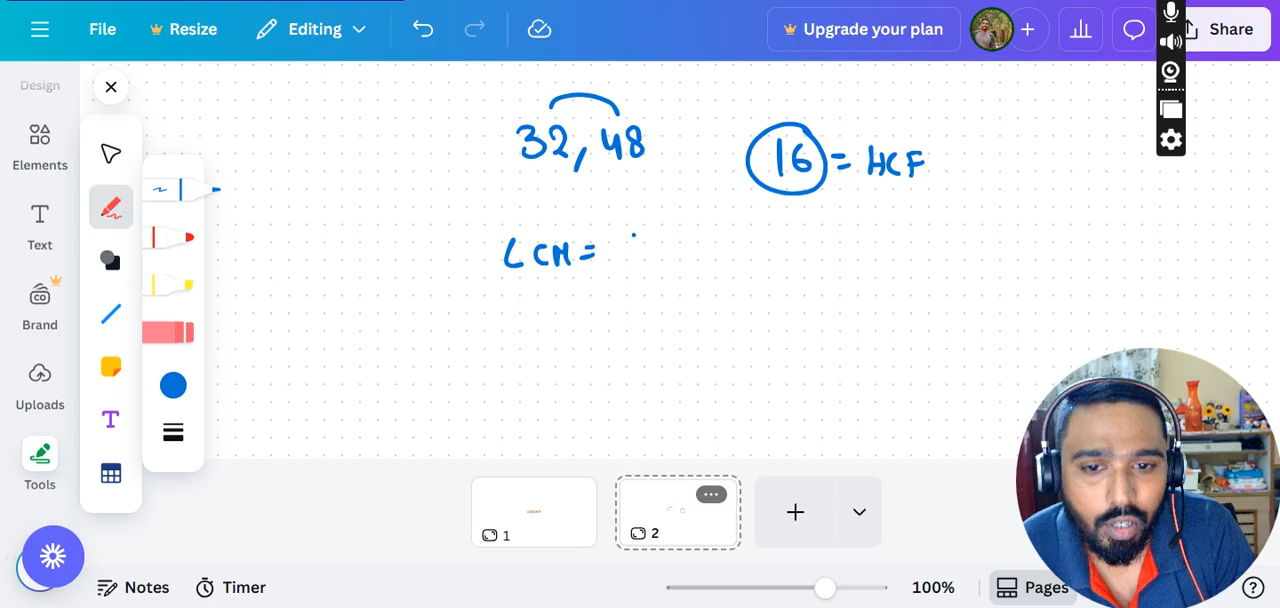 File
Resize
Editing
Upgrade your plan
Share
Design
Elements
Text
Brand
Uploads
Tools
CO
T
T
32, 48
16 = HCF
LCM =
1
2
Notes
Timer
100%
Pages